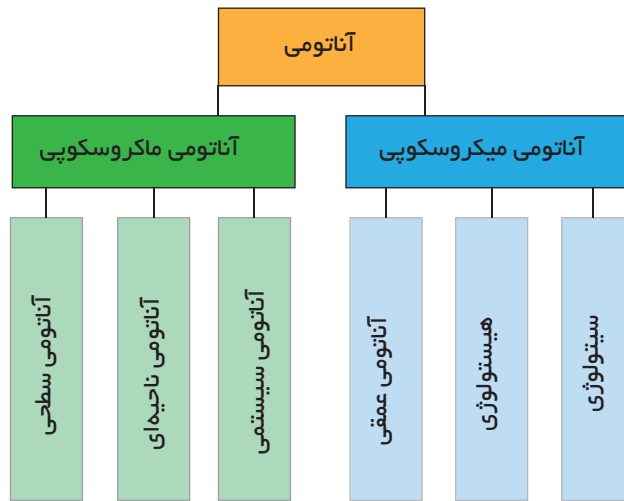 آناتومی
آناتومی میکروسکوپی
آناتومی ماکروسکوپی
سیتولوژی
هیستولوژی
آناتومی عمقی
آناتومی سیستمی
آناتومی ناحیه‌ای
آناتومی سطحی